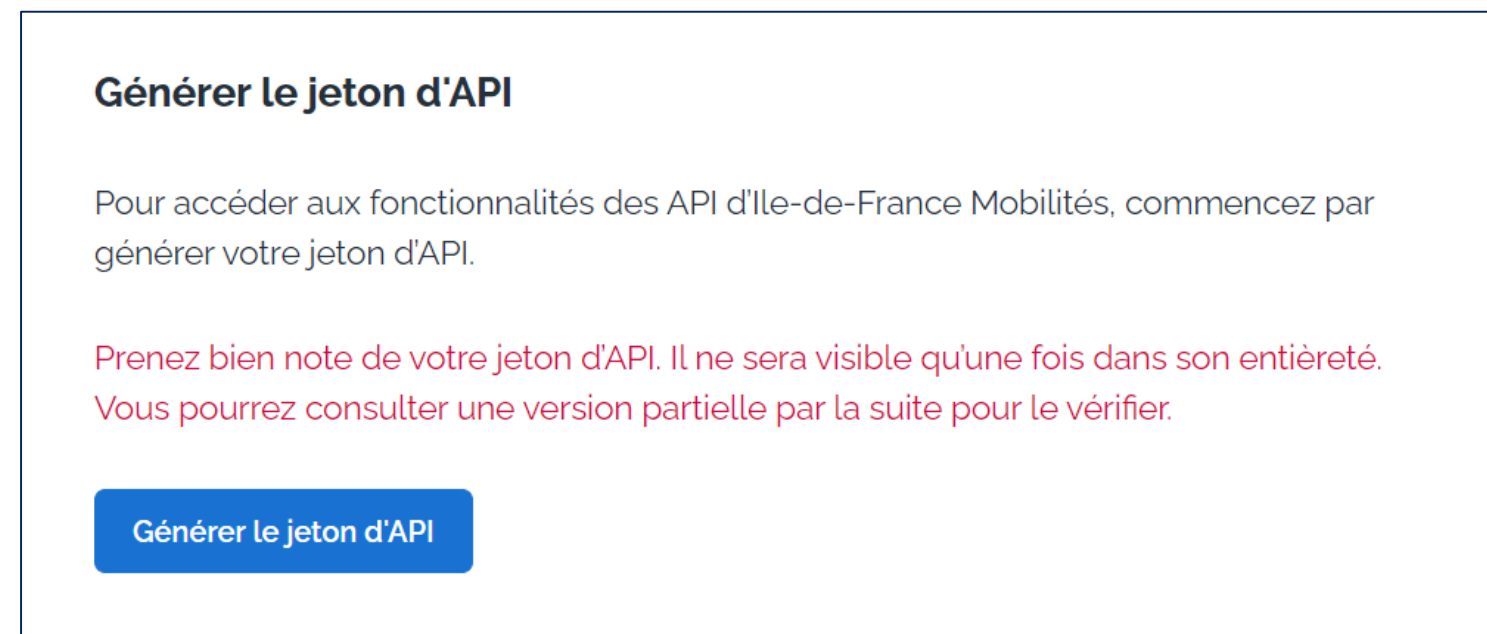 Générer le jeton d'API
Pour accéder aux fonctionnalités des API d’Ile-de-France Mobilités, commencez par
générer votre jeton d’API.
Prenez bien note de votre jeton d’API. Il ne sera visible qu’une fois dans son entièreté.
Vous pourrez consulter une version partielle par la suite pour le vérifier.
Générer le jeton d'API